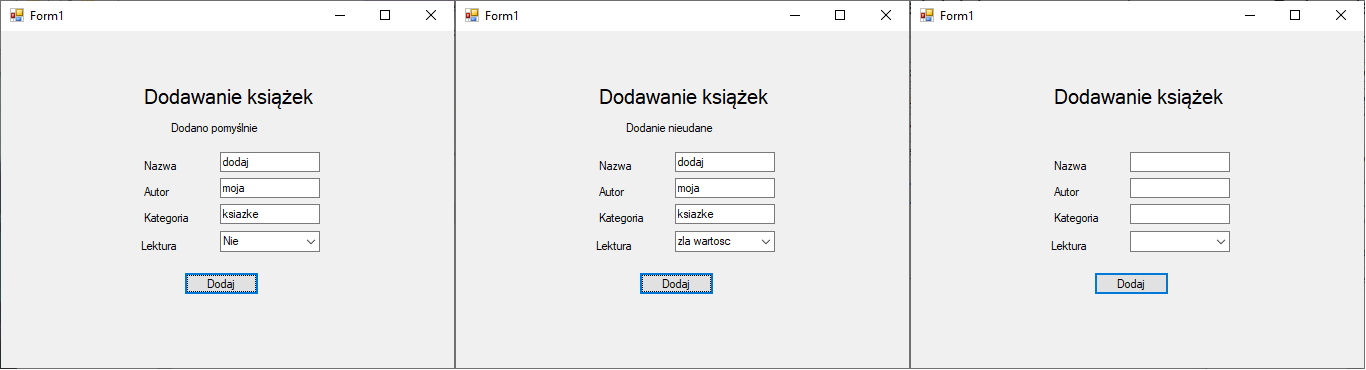 Form1
Dodawanie książek
Dodano pomyślnie
Nazwa dodaj
Autor moja
Kategoria ksiazke
Lektura Nie
Dodaj
Form1
Dodawanie książek
Dodanie nieudane
Nazwa dodaj
Autor moja
Kategoria ksiazke
Lektura zla wartosc
Dodaj
Form1
Dodawanie książek
Nazwa
Autor
Kategoria
Lektura
Dodaj